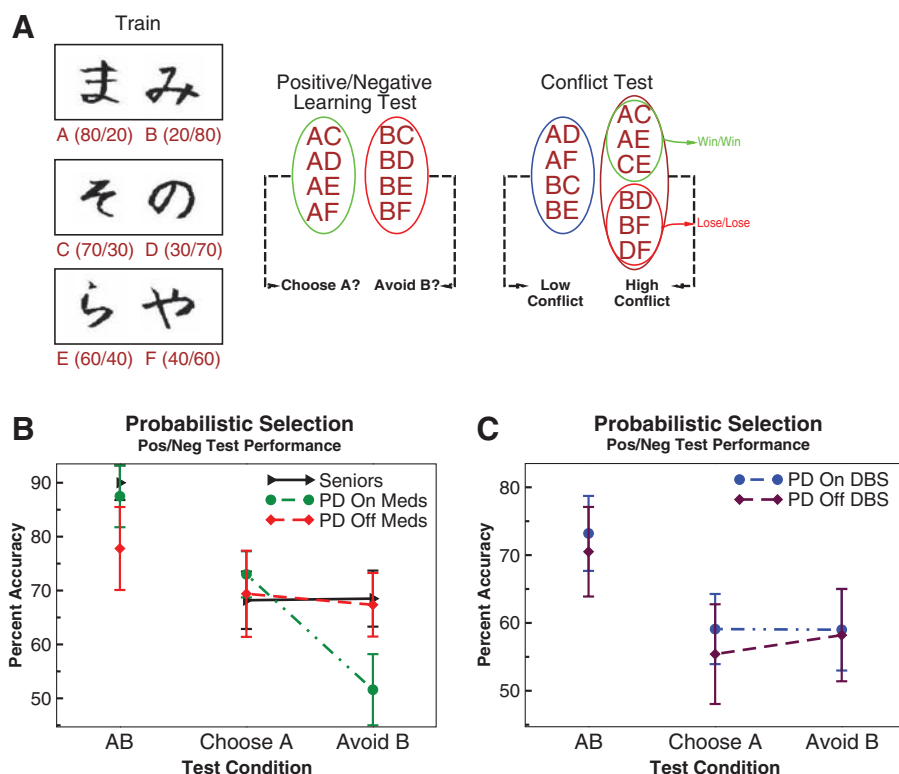 A
Train
ま み
A (80/20) B (20/80)
そ の
C (70/30) D (30/70)
ら や
E (60/40) F (40/60)
Positive/Negative
Learning Test
AC BC
AD BD
AE BE
AF BF
Choose A? Avoid B?
Conflict Test
AD
AF
BC
BE
AC
AE
CE
Win/Win
BD
BF
DF
Lose/Lose
Low
Conflict
High
Conflict
B
Probabilistic Selection
Pos/Neg Test Performance
Seniors
PD On Meds
PD Off Meds
Percent Accuracy
90
80
70
60
50
AB Choose A Avoid B
Test Condition
C
Probabilistic Selection
Pos/Neg Test Performance
PD On DBS
PD Off DBS
Percent Accuracy
80
70
60
50
AB Choose A Avoid B
Test Condition